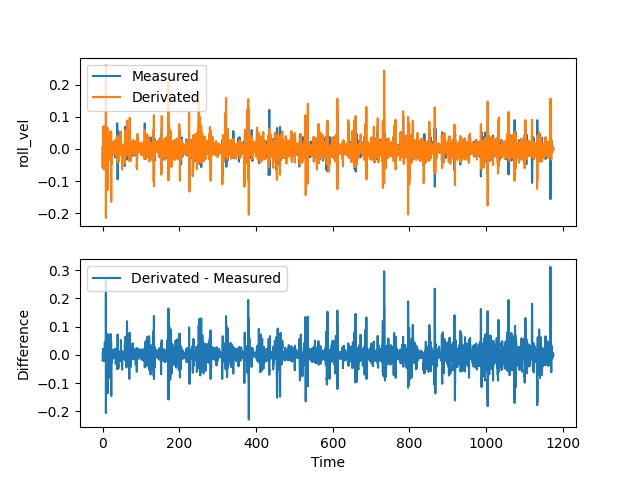 Measured
Derivated
roll_vel
0.2
0.1
0.0
−0.1
−0.2
Derivated - Measured
Difference
0.3
0.2
0.1
0.0
−0.1
−0.2
0 200 400 600 800 1000 1200
Time